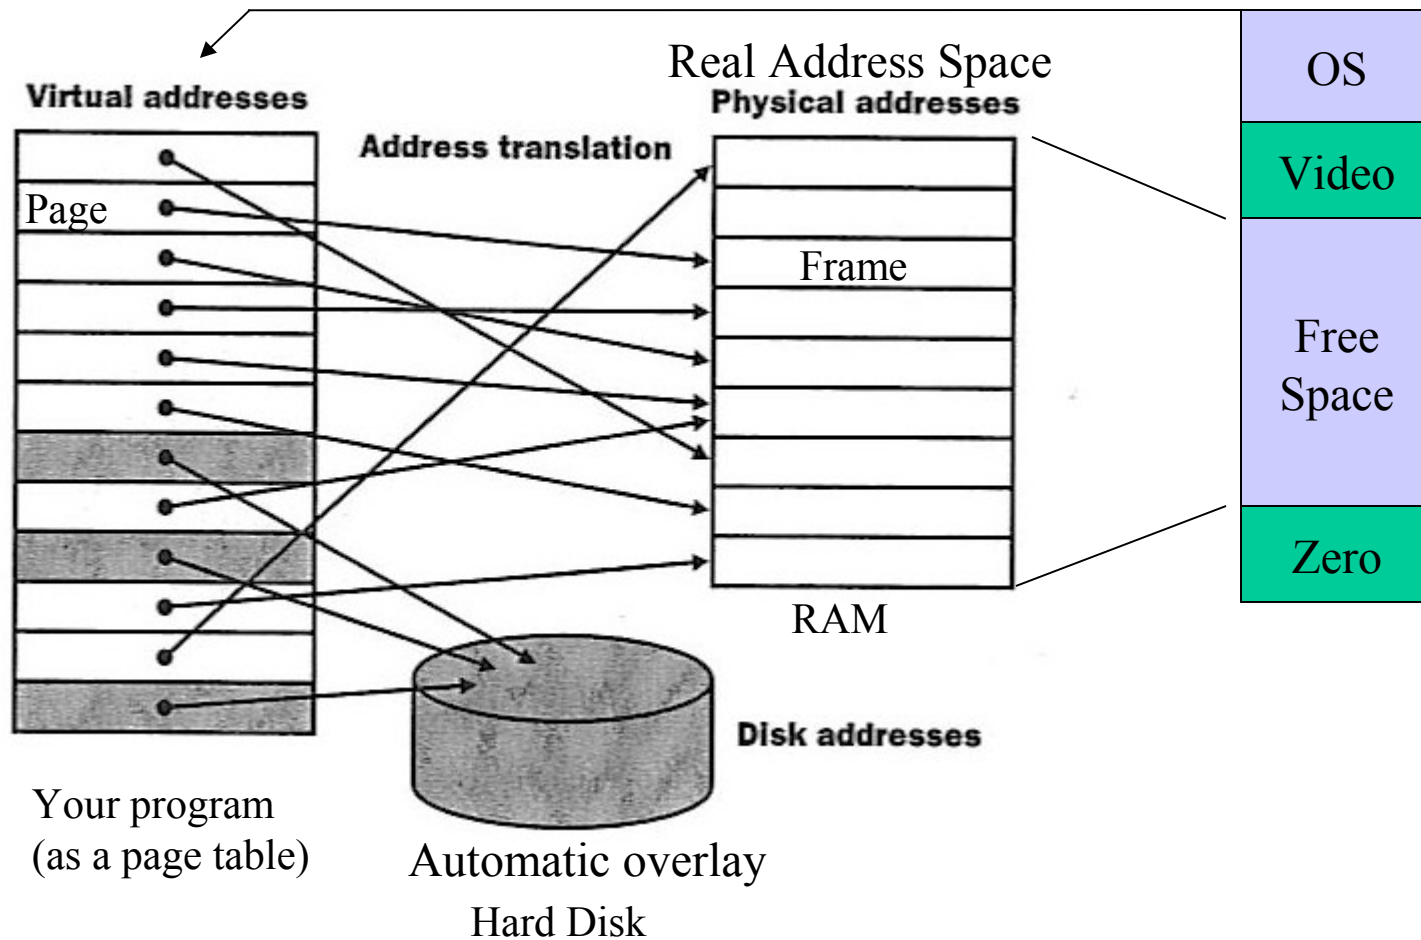 Real Address Space
Virtual addresses
Physical addresses
Address translation
Page
Frame
RAM
Disk addresses
Your program
(as a page table)
Automatic overlay
Hard Disk
OS
Video
Free
Space
Zero